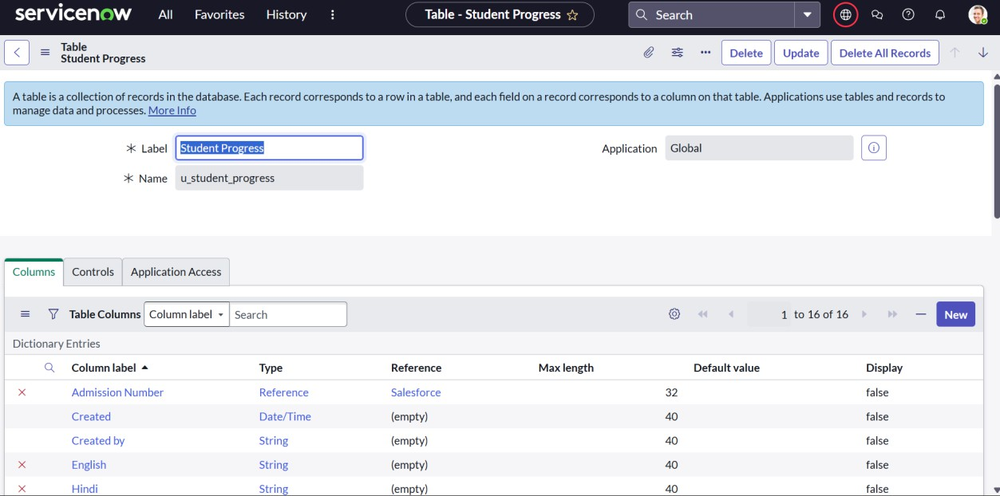 servicenow All Favorites History Table - Student Progress Search
Table
Student Progress
Delete Update Delete All Records
A table is a collection of records in the database. Each record corresponds to a row in a table, and each field on a record corresponds to a column on that table. Applications use tables and records to
manage data and processes. More Info
Label Student Progress Application Global
Name u_student_progress
Columns Controls Application Access
Table Columns Column label Search 1 to 16 of 16 New
Dictionary Entries
Column label Type Reference Max length Default value Display
Admission Number Reference Salesforce 32 false
Created Date/Time (empty) 40 false
Created by String (empty) 40 false
English String (empty) 40 false
Hindi String (empty) 40 false